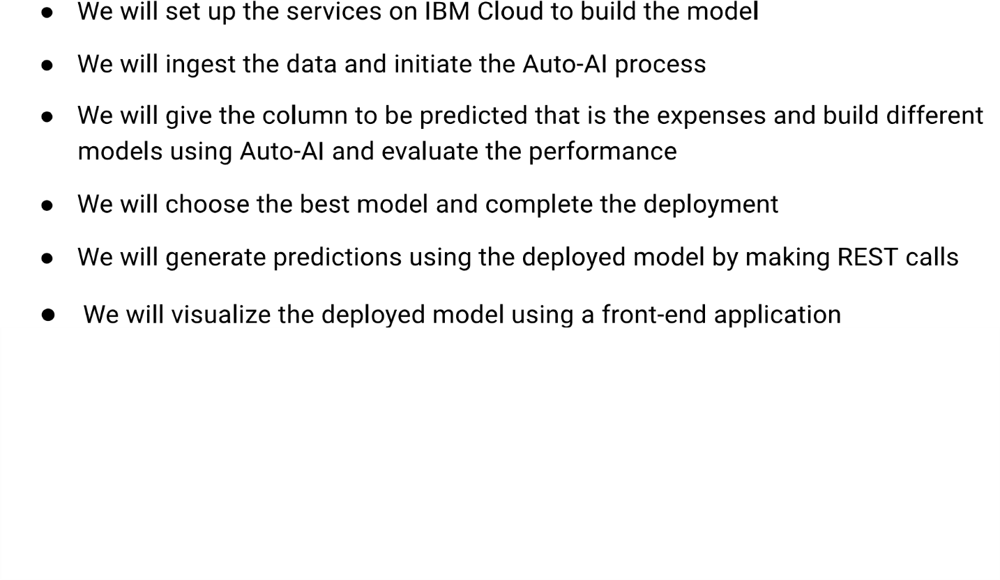 ● We will set up the services on IBM Cloud to build the model
● We will ingest the data and initiate the Auto-AI process
● We will give the column to be predicted that is the expenses and build different
models using Auto-AI and evaluate the performance
● We will choose the best model and complete the deployment
● We will generate predictions using the deployed model by making REST calls
● We will visualize the deployed model using a front-end application